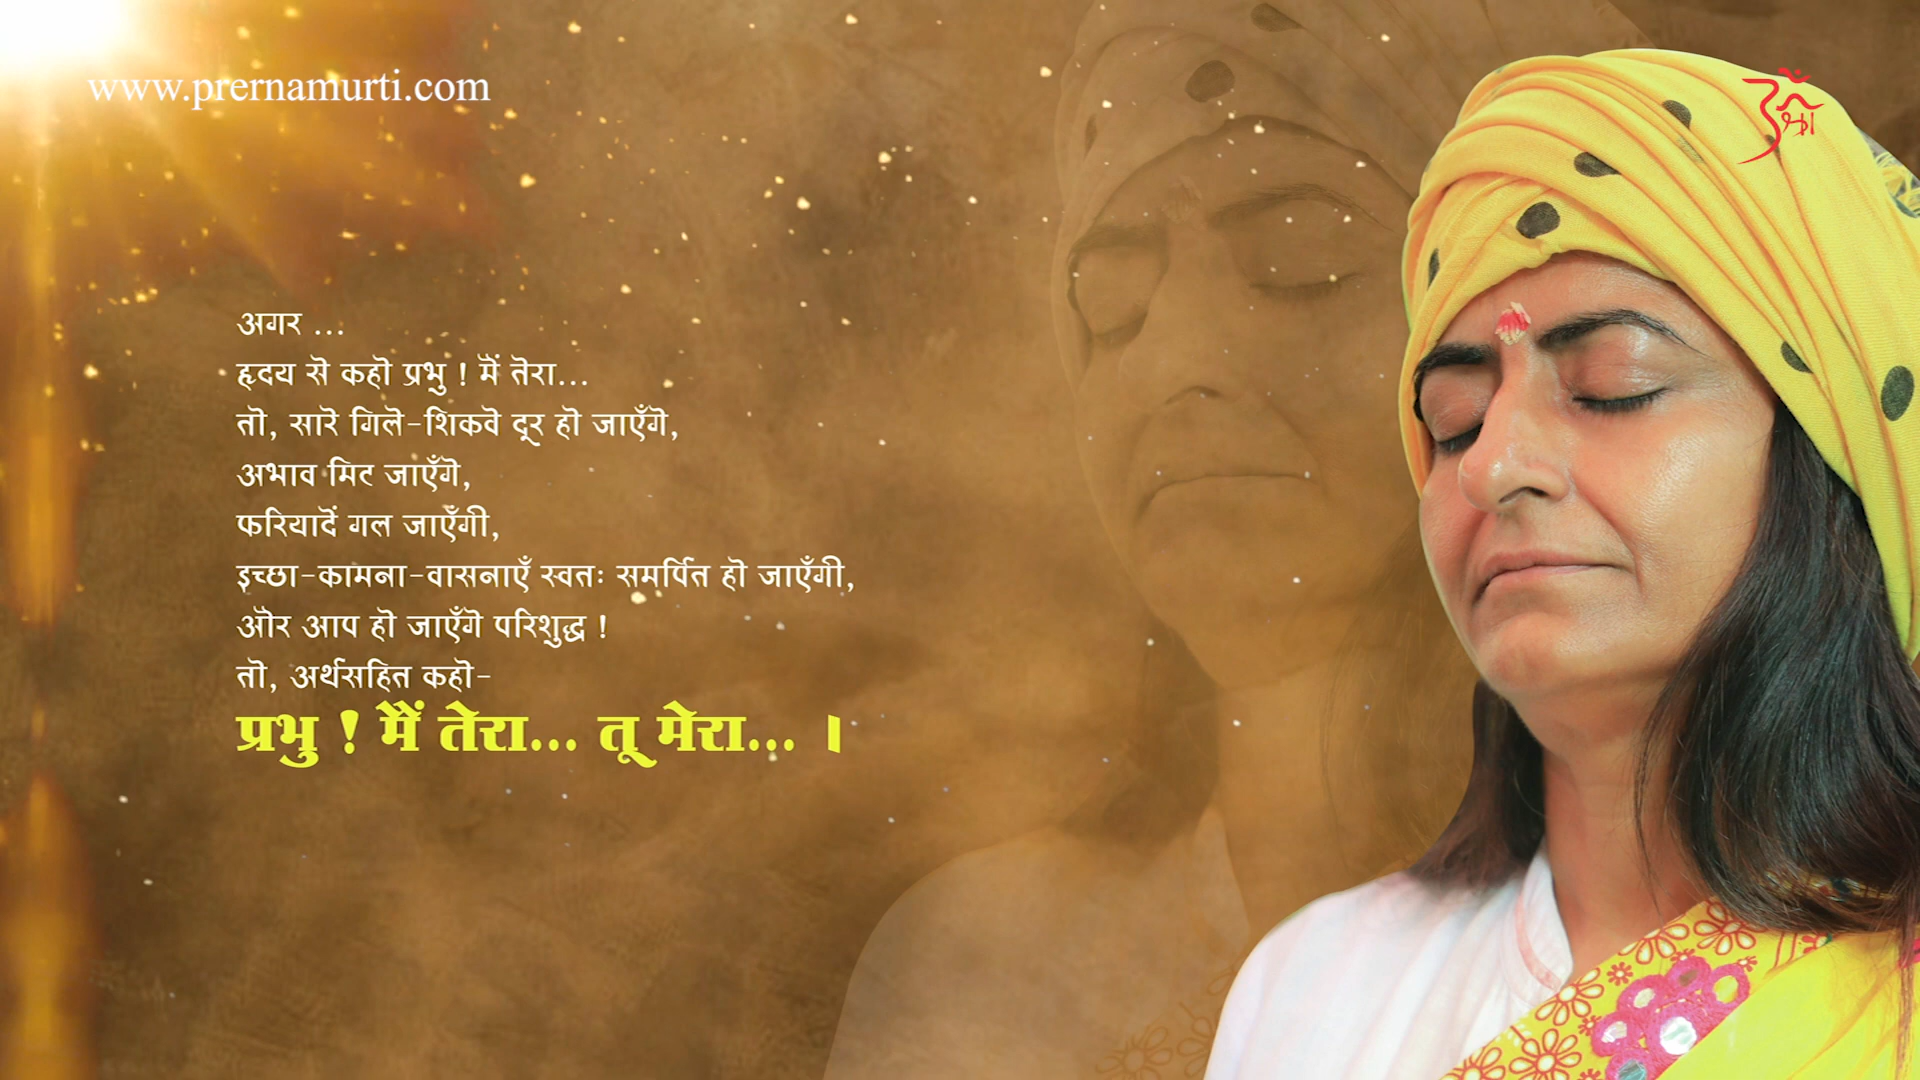 www.prernamurti.com
अगर ...
हृदय से कहो प्रभु ! मैं तेरा...
तो, सारे गिले-शिकवे दूर हो जाएँगे,
अभाव मिट जाएँगे,
फरियादें गल जाएँगी,
इच्छा-कामना-वासनाएँ स्वतः समर्पित हो जाएँगी,
और आप हो जाएँगे परिशुद्ध !
तो, अर्थसहित कहो-
प्रभु ! मैं तेरा... तू मेरा... ।